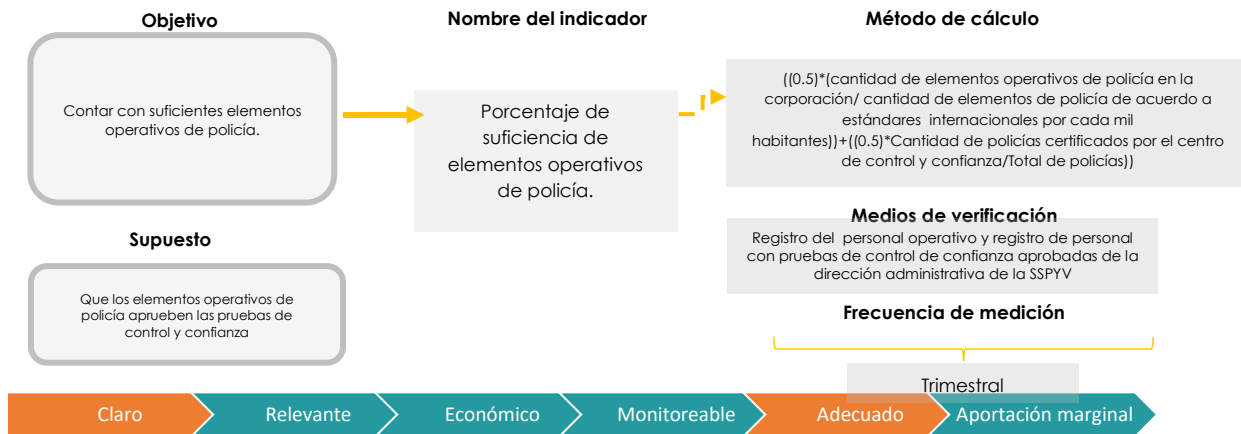 Objetivo
Contar con suficientes elementos
operativos de policía.
Supuesto
Que los elementos operativos de
policía aprueben las pruebas de
control y confianza
Nombre del indicador
Porcentaje de
suficiencia de
elementos operativos
de policía.
Método de cálculo
((0.5)*(cantidad de elementos operativos de policía en la
corporación/ cantidad de elementos de policía de acuerdo a
estándares internacionales por cada mil
habitantes))+((0.5)*Cantidad de policías certificados por el centro
de control y confianza/Total de policías))
Medios de verificación
Registro del personal operativo y registro de personal
con pruebas de control de confianza aprobadas de la
dirección administrativa de la SSPYV
Frecuencia de medición
Trimestral
Claro
Relevante
Económico
Monitoreable
Adecuado
Aportación marginal